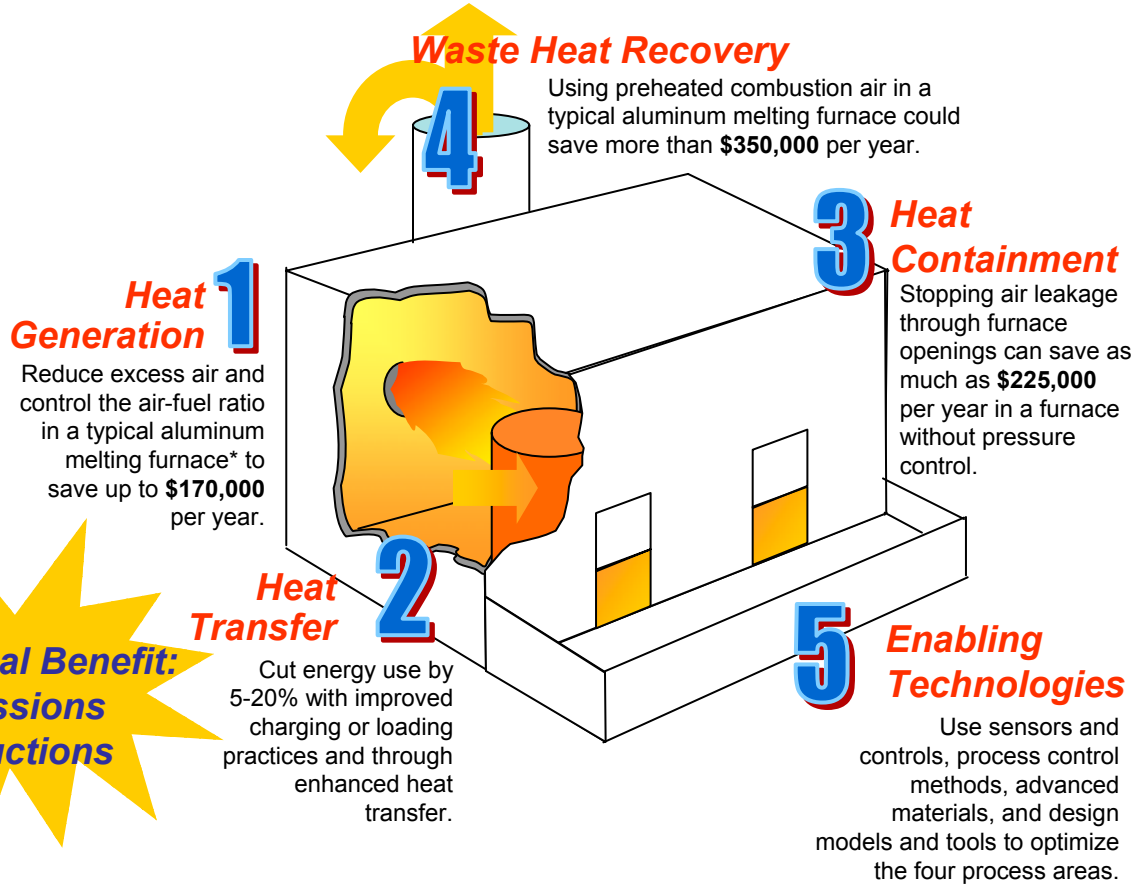 4
Waste Heat Recovery
Using preheated combustion air in a
typical aluminum melting furnace could
save more than $350,000 per year.
3
Heat
Containment
Stopping air leakage
through furnace
openings can save as
much as $225,000
per year in a furnace
without pressure
control.
1
Heat
Generation
Reduce excess air and
control the air-fuel ratio
in a typical aluminum
melting furnace* to
save up to $170,000
per year.
2
Heat
Transfer
Cut energy use by
5-20% with improved
charging or loading
practices and through
enhanced heat
transfer.
Benefit:
5
Enabling
Technologies
Use sensors and
controls, process control
methods, advanced
materials, and design
models and tools to optimize
the four process areas.